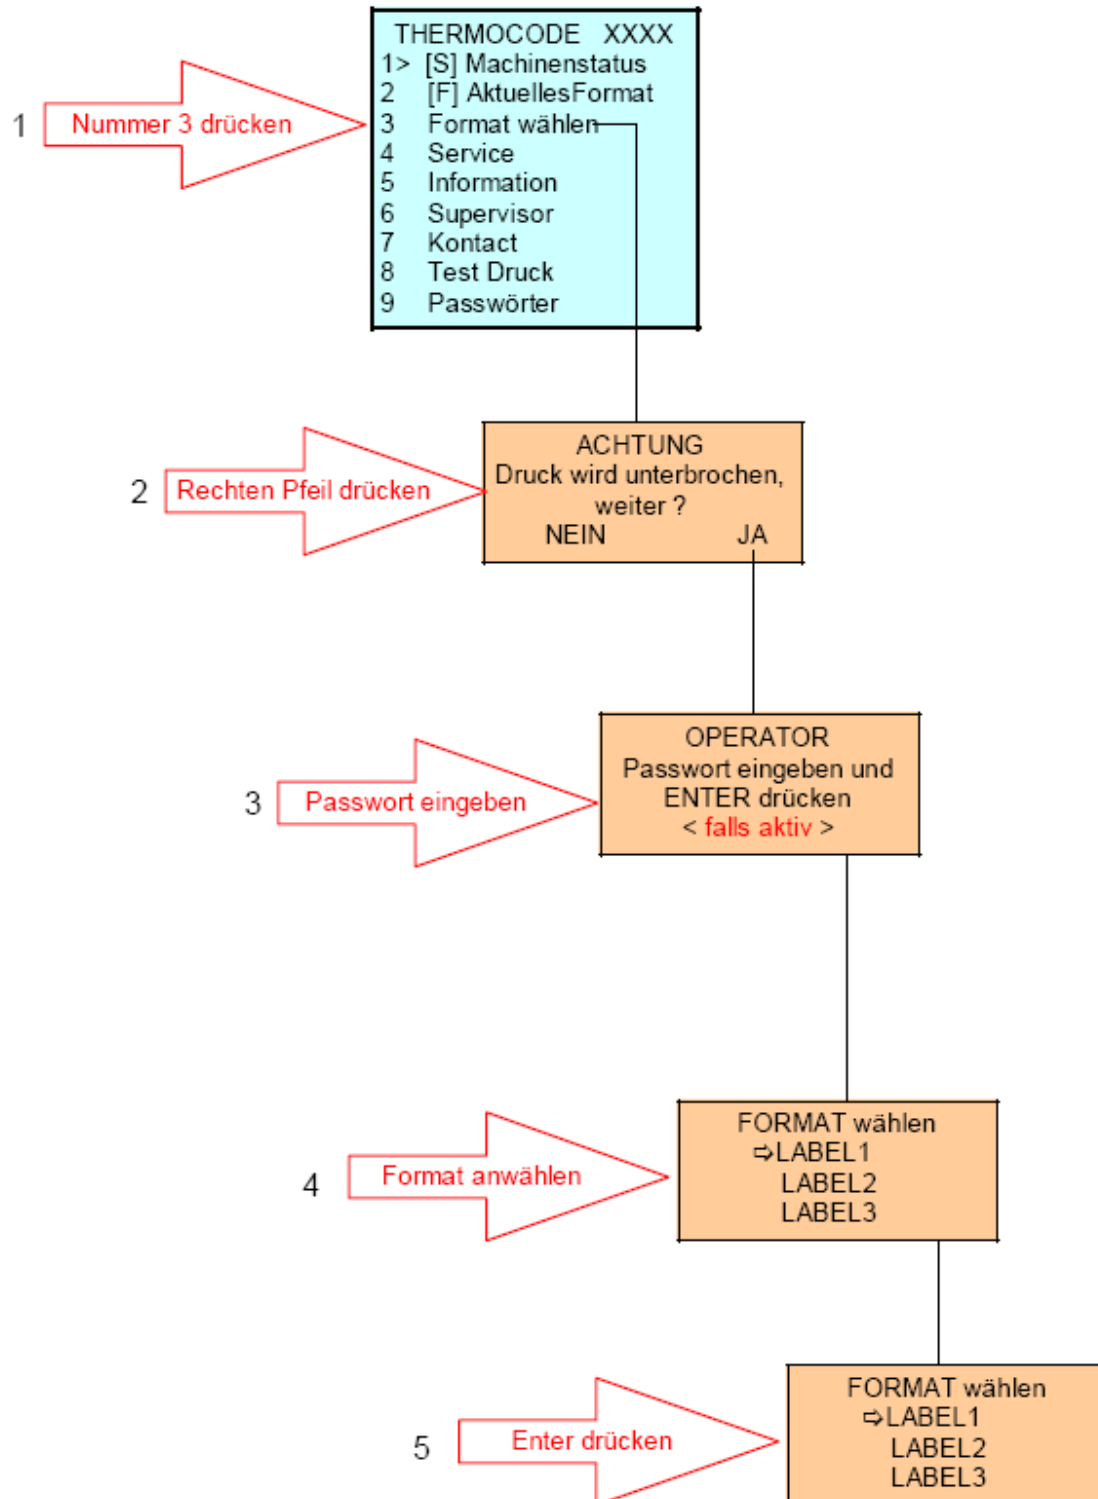 THERMOCODE XXXX
1> [S] Machinenstatus
2 [F] AktuellesFormat
3 Format wählen
4 Service
5 Information
6 Supervisor
7 Kontact
8 Test Druck
9 Passwörter
1 Nummer 3 drücken
ACHTUNG
Druck wird unterbrochen,
weiter ?
NEIN JA
2 Rechten Pfeil drücken
OPERATOR
Passwort eingeben und
ENTER drücken
< falls aktiv >
3 Passwort eingeben
FORMAT wählen
⇨LABEL1
LABEL2
LABEL3
4 Format anwählen
FORMAT wählen
⇨LABEL1
LABEL2
LABEL3
5 Enter drücken